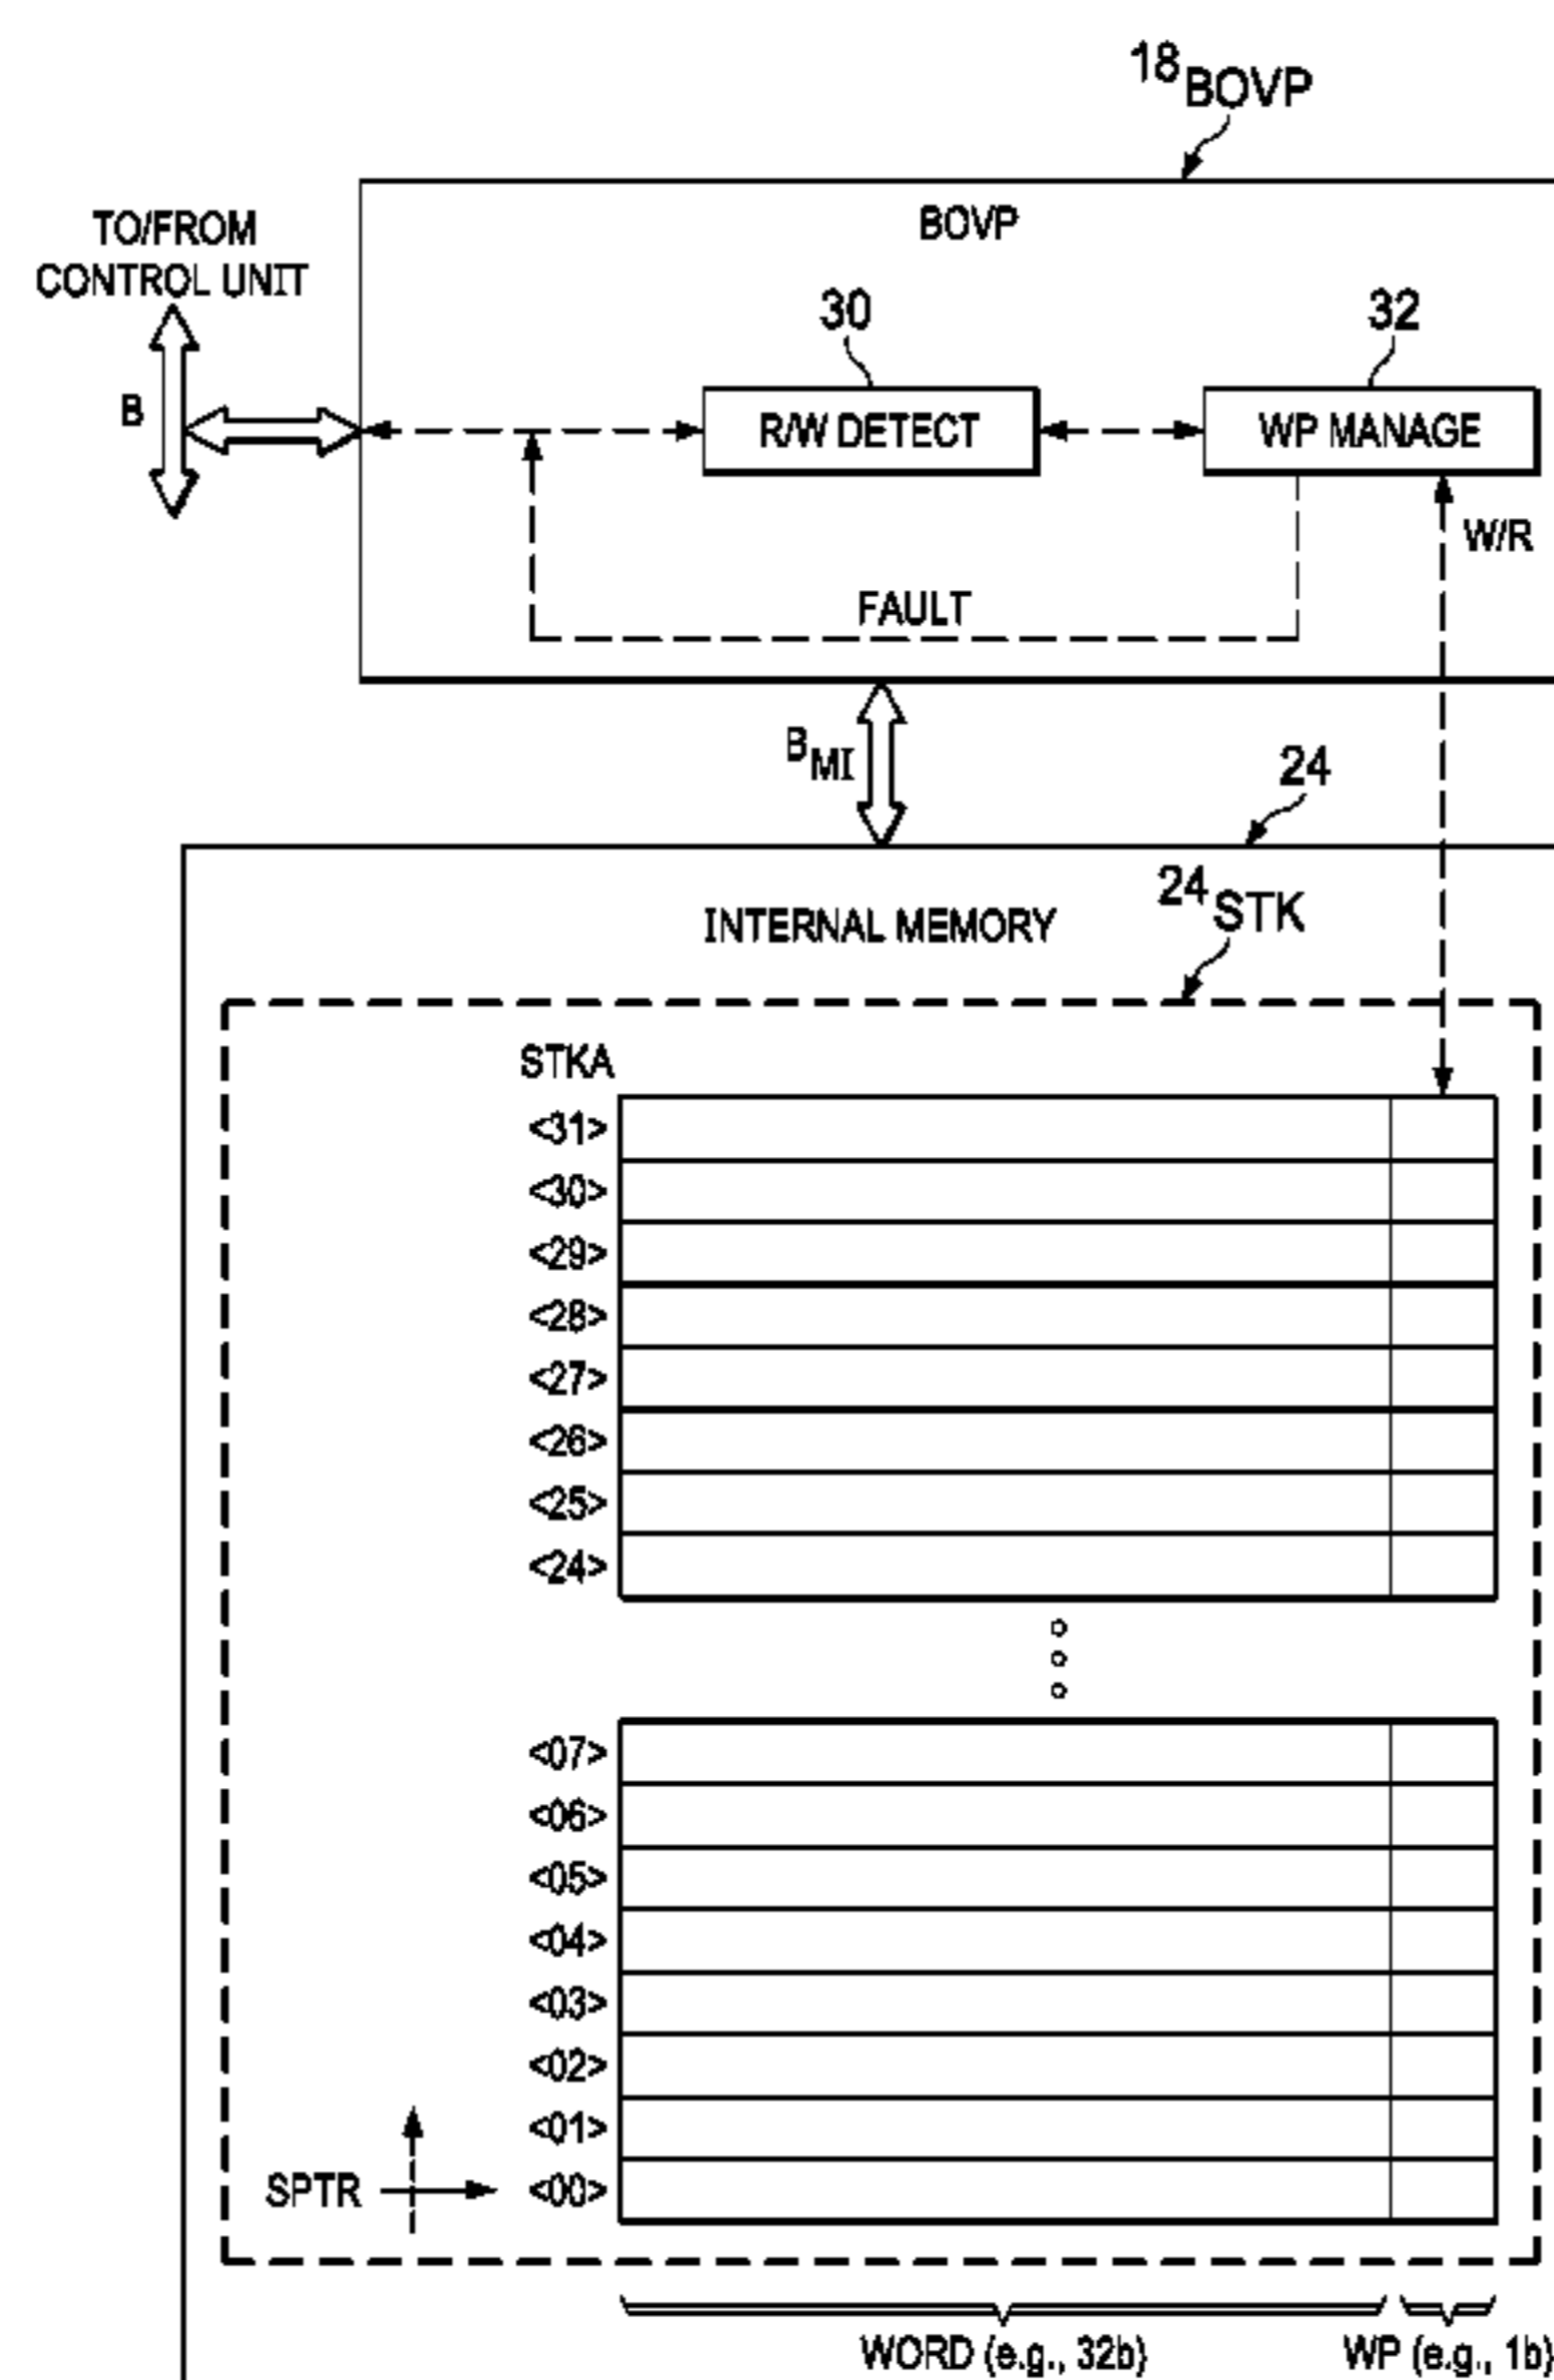 18BOVP
TO/FROM
CONTROL UNIT
BOVP
30
32
B
R/W DETECT
WP MANAGE
W/R
FAULT
BMI
24
INTERNAL MEMORY
24STK
STKA
<31>
<30>
<29>
<28>
<27>
<26>
<25>
<24>
<07>
<06>
<05>
<04>
<03>
<02>
<01>
SPTR <00>
WORD (e.g., 32b) WP (e.g., 1b)